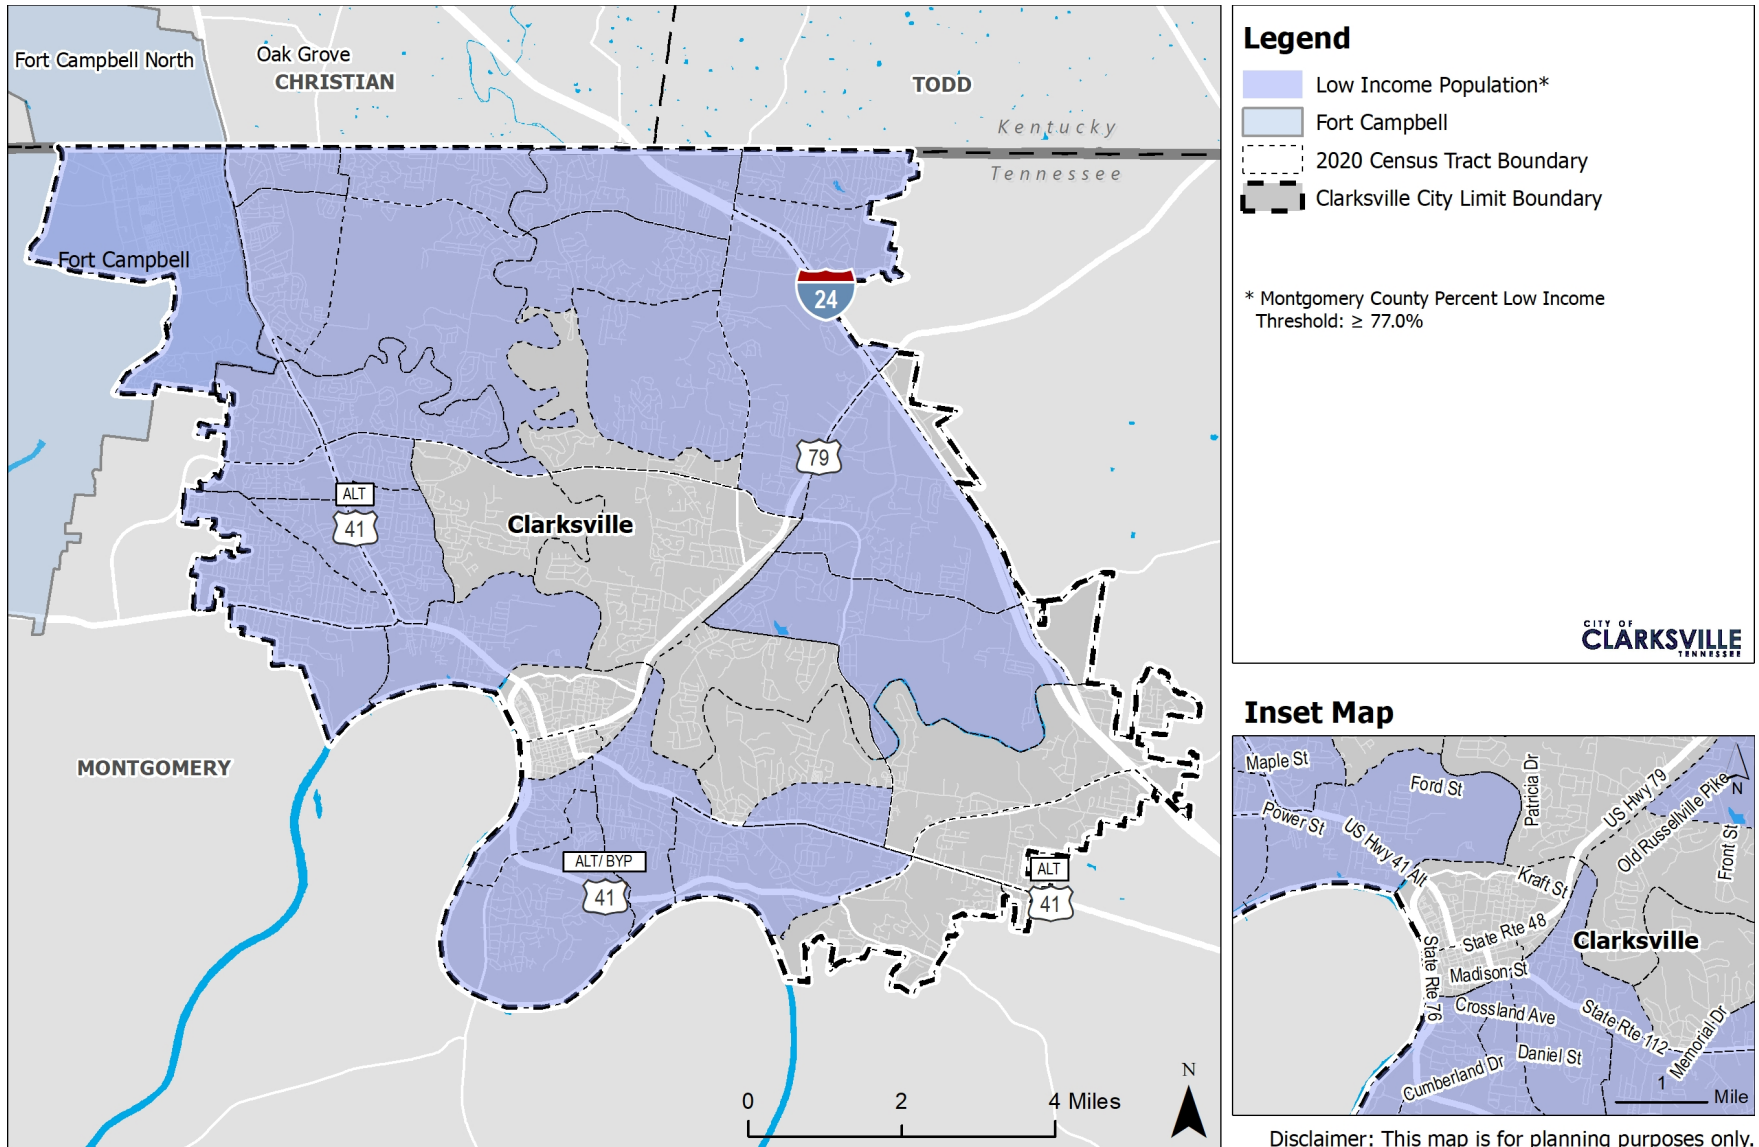 Fort Campbell North
Oak Grove
CHRISTIAN
TODD
Kentucky
Tennessee
Fort Campbell
24
79
ALT
41
Clarksville
MONTGOMERY
ALT/ BYP
41
ALT
41
N
0 2 4 Miles
Legend
Low Income Population*
Fort Campbell
2020 Census Tract Boundary
Clarksville City Limit Boundary
* Montgomery County Percent Low Income
Threshold: ≥ 77.0%
CITY OF
CLARKSVILLE
TENNESSEE
Inset Map
Maple St
Ford St
Patricia Dr
US Hwy 79
N
Power St
US Hwy 41 Alt
Old Russellville Pike
Front St
Kraft St
State Rte 48
Clarksville
State Rte 76
Madison St
Crossland Ave
State Rte 112
Memorial Dr
Daniel St
Cumberland Dr
1
Mile
Disclaimer: This map is for planning purposes only.